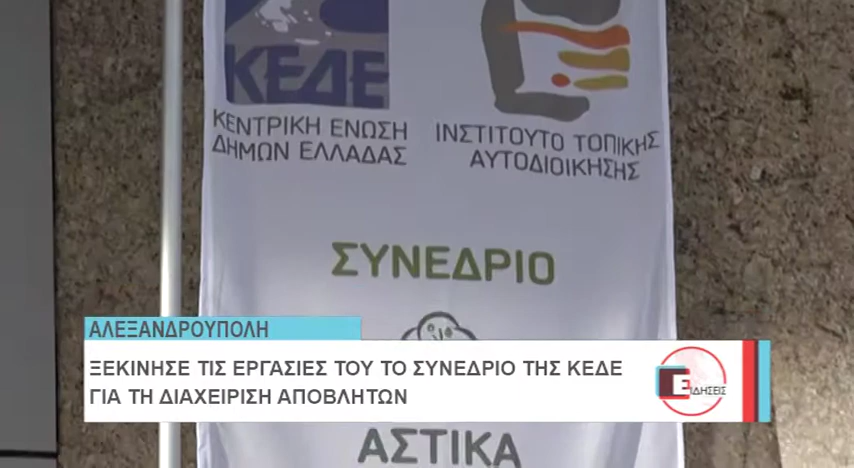 ΚΕΔΕ
ΚΕΝΤΡΙΚΗ ΕΝΩΣΗ
ΔΗΜΩΝ ΕΛΛΑΔΑΣ
ΙΝΣΤΙΤΟΥΤΟ ΤΟΠΙΚΗΣ
ΑΥΤΟΔΙΟΙΚΗΣΗΣ
ΣΥΝΕΔΡΙΟ
ΑΛΕΞΑΝΔΡΟΥΠΟΛΗ
ΞΕΚΙΝΗΣΕ ΤΙΣ ΕΡΓΑΣΙΕΣ ΤΟΥ ΤΟ ΣΥΝΕΔΡΙΟ ΤΗΣ ΚΕΔΕ
ΓΙΑ ΤΗ ΔΙΑΧΕΙΡΙΣΗ ΑΠΟΒΛΗΤΩΝ
ΕΙΔΗΣΕΙΣ
ΑΣΤΙΚΑ